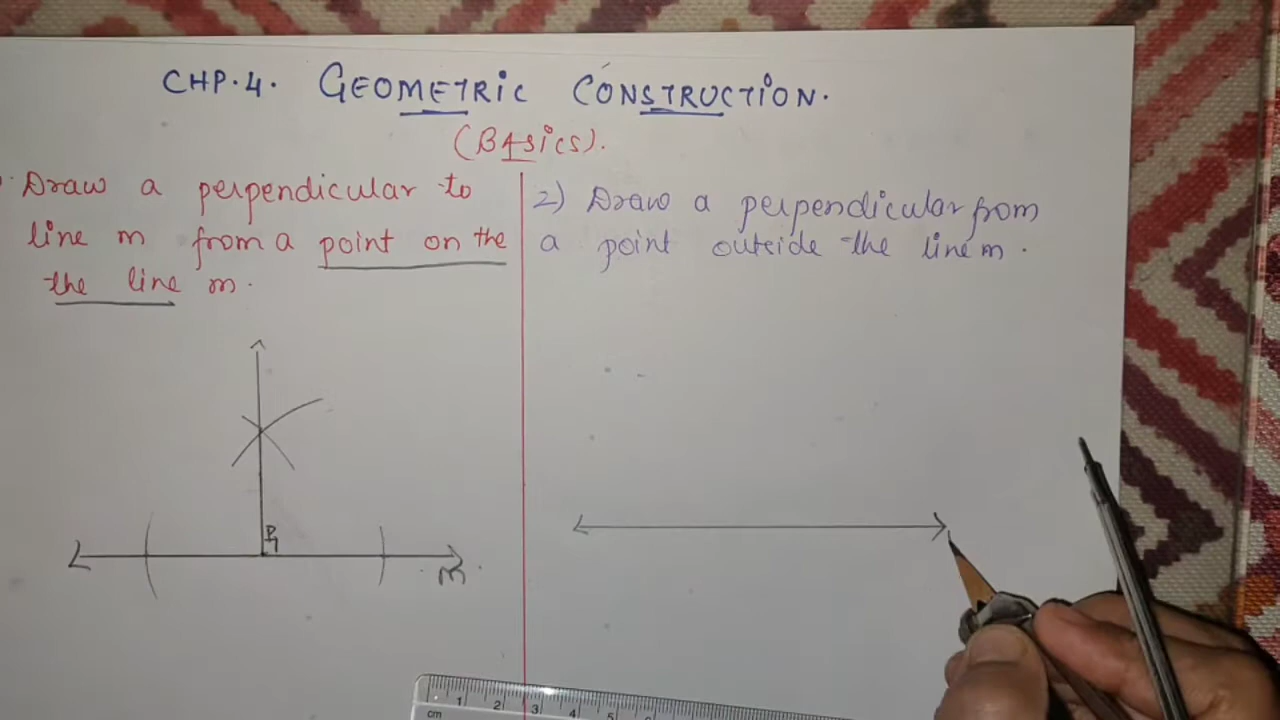 CHP.4. GEOMETRIC CONSTRUCTION.
(BASICS).
Draw a perpendicular to
line m from a point on the
the line m.
2) Draw a perpendicular from
a point outside the line m.
P
m
1 2 3 4 5
cm